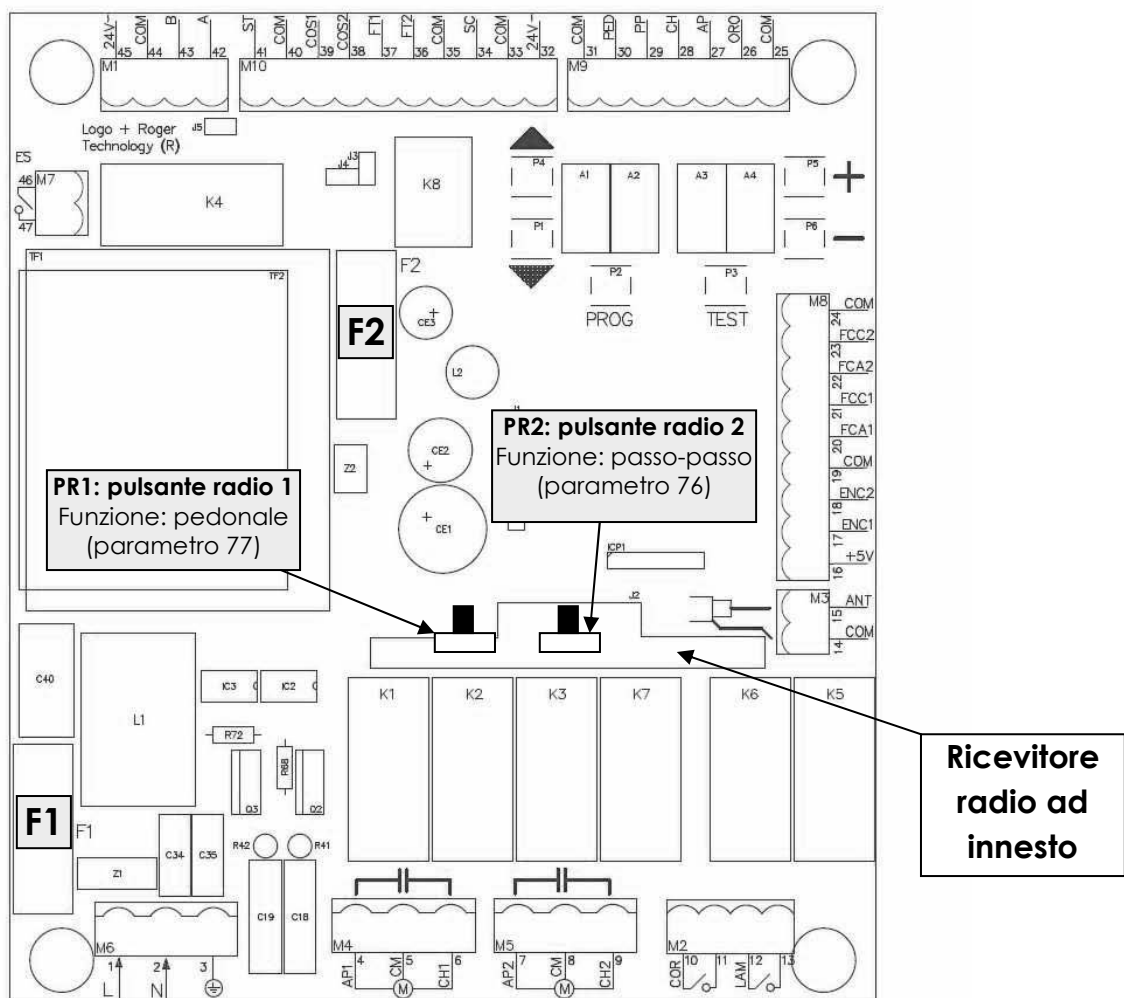 24V~ COM B A ST COM COS1 COS2 FT1 FT2 COM SC COM 24V~ COM PED PP CH AP ORO COM
45 44 43 42 41 40 39 38 37 36 35 34 33 32 31 30 29 28 27 26 25
M1 M10 M9
Logo + Roger
Technology (R)
J5
ES
46 M7
47
K4
J3
J4
K8
P4
P1
A1 A2 A3 A4
P5 +
P6 −
P2
PROG
P3
TEST
TF1
TF2
F2
F2
CE3
L2
J1
CE2
CE1
Z2
M8
COM
24
FCC2
23
FCA2
22
FCC1
21
FCA1
20
COM
19
ENC2
18
ENC1
17
+5V
16
PR1: pulsante radio 1
Funzione: pedonale
(parametro 77)
PR2: pulsante radio 2
Funzione: passo-passo
(parametro 76)
ICP1
J2
M3
ANT
15
COM
14
C40
L1
IC3 IC2
R72
R68
Q3 Q2
K1 K2 K3 K7 K6 K5
Ricevitore
radio ad
innesto
F1
F1
Z1
C34 C35
R42 R41
C19 C18
M6
1 2 3
L N
M4
AP1 4 CM 5 CH1 6
M
M5
AP2 7 CM 8 CH2 9
M
M2
COR 10 11 LAM 12 13